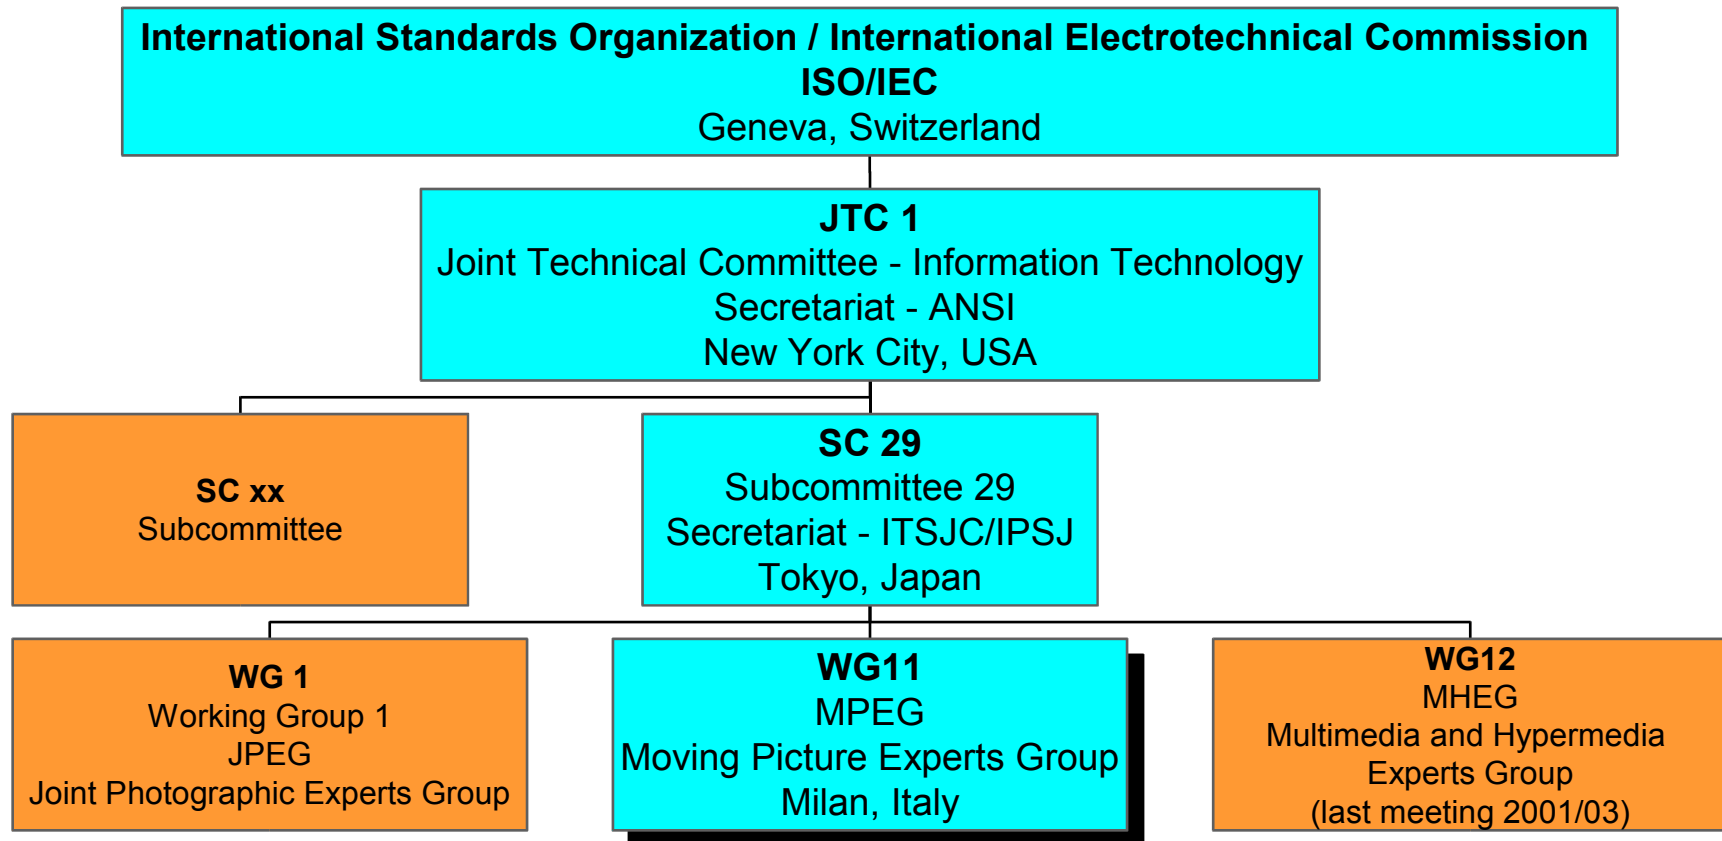 International Standards Organization / International Electrotechnical Commission
ISO/IEC
Geneva, Switzerland
JTC 1
Joint Technical Committee - Information Technology
Secretariat - ANSI
New York City, USA
SC xx
Subcommittee
SC 29
Subcommittee 29
Secretariat - ITSJC/IPSJ
Tokyo, Japan
WG 1
Working Group 1
JPEG
Joint Photographic Experts Group
WG11
MPEG
Moving Picture Experts Group
Milan, Italy
WG12
MHEG
Multimedia and Hypermedia
Experts Group
(last meeting 2001/03)